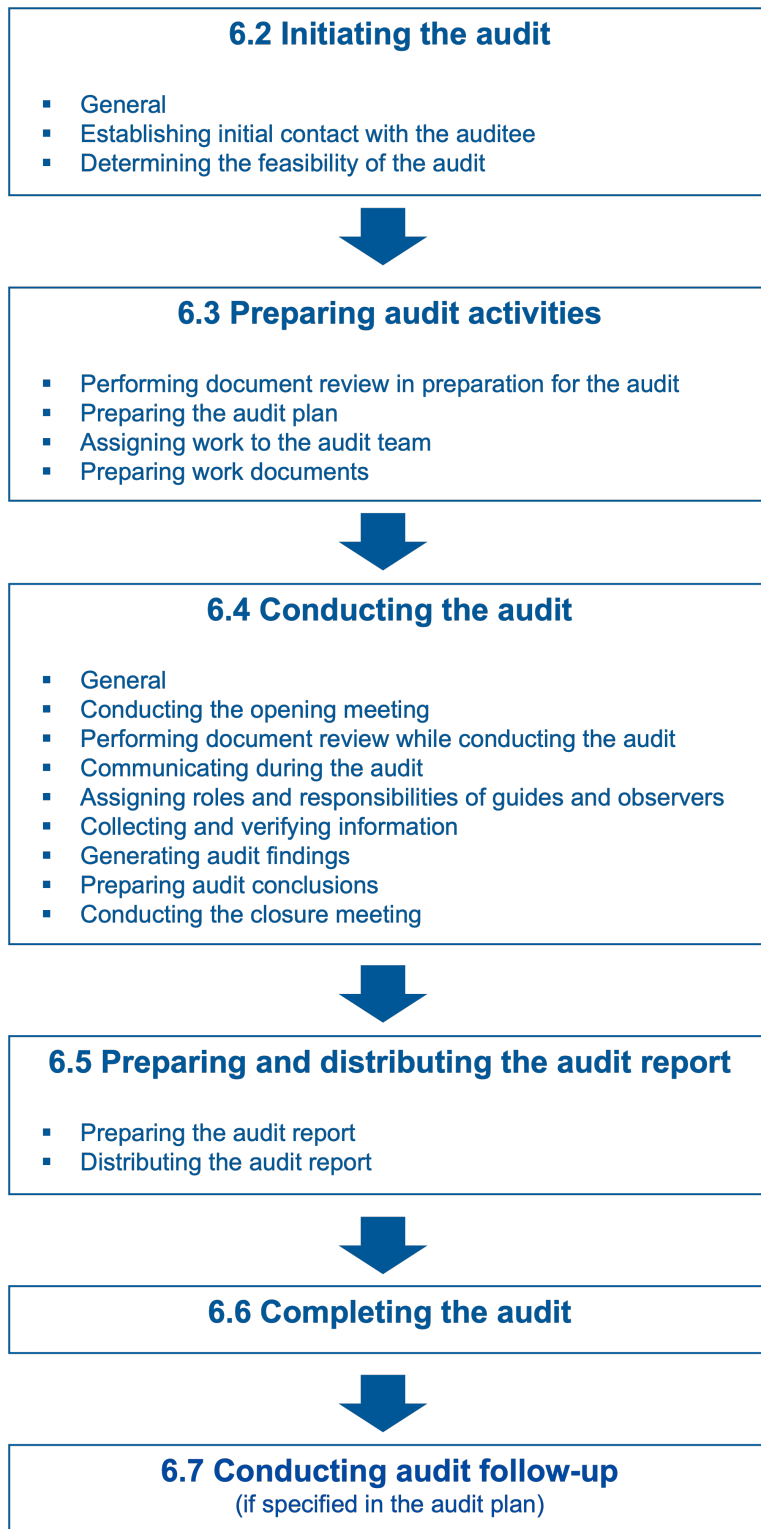 6.2 Initiating the audit
▪ General
▪ Establishing initial contact with the auditee
▪ Determining the feasibility of the audit
6.3 Preparing audit activities
▪ Performing document review in preparation for the audit
▪ Preparing the audit plan
▪ Assigning work to the audit team
▪ Preparing work documents
6.4 Conducting the audit
▪ General
▪ Conducting the opening meeting
▪ Performing document review while conducting the audit
▪ Communicating during the audit
▪ Assigning roles and responsibilities of guides and observers
▪ Collecting and verifying information
▪ Generating audit findings
▪ Preparing audit conclusions
▪ Conducting the closure meeting
6.5 Preparing and distributing the audit report
▪ Preparing the audit report
▪ Distributing the audit report
6.6 Completing the audit
6.7 Conducting audit follow-up
(if specified in the audit plan)